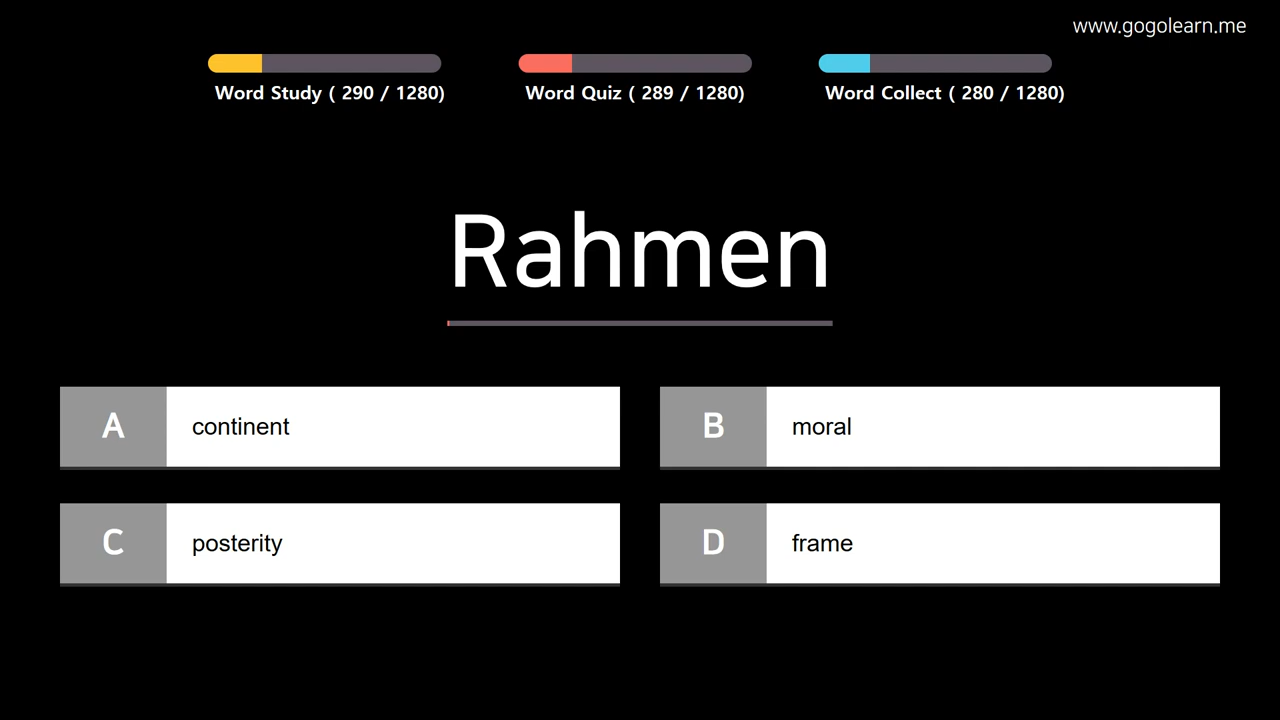 www.gogolearn.me
Word Study ( 290 / 1280)
Word Quiz ( 289 / 1280)
Word Collect ( 280 / 1280)
Rahmen
A continent
B moral
C posterity
D frame